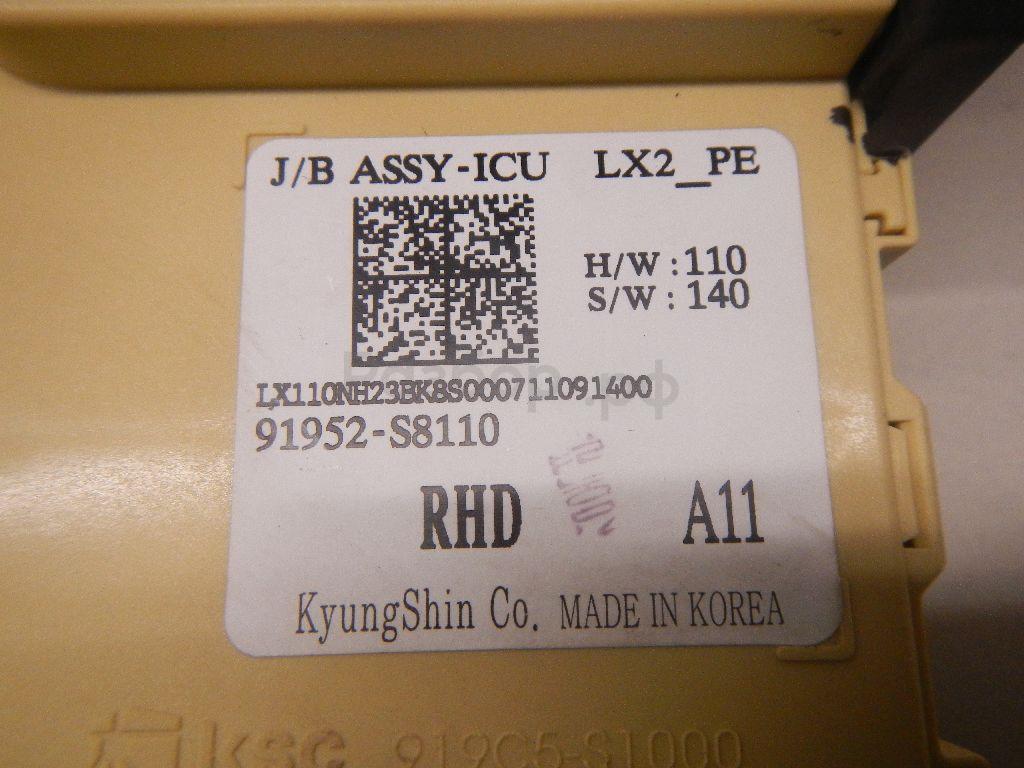 J/B ASSY-ICU LX2_PE
H/W : 110
S/W : 140
LX110NH23BK8S000711091400
91952-S8110
RHD A11
KyungShin Co. MADE IN KOREA
ksc 919C5-S1000